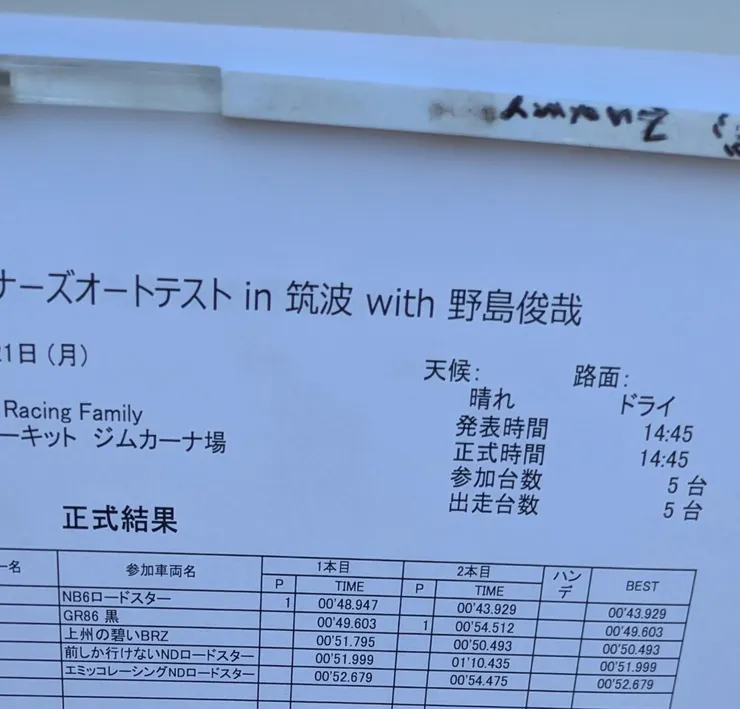 ナーズオートテスト in 筑波 with 野島俊哉
21日（月）
Racing Family
ーキット ジムカーナ場
天候： 路面：
晴れ ドライ
発表時間 14:45
正式時間 14:45
参加台数 5 台
出走台数 5 台
正式結果
ー名 参加車両名 1本目 2本目 ハンデ BEST
P TIME P TIME
NB6ロードスター 1 00'48.947 00'43.929 00'43.929
GR86 黒 00'49.603 1 00'54.512 00'49.603
上州の碧いBRZ 00'51.795 00'50.493 00'50.493
前しか行けないNDロードスター 00'51.999 01'10.435 00'51.999
エミッコレーシングNDロードスター 00'52.679 00'54.475 00'52.679